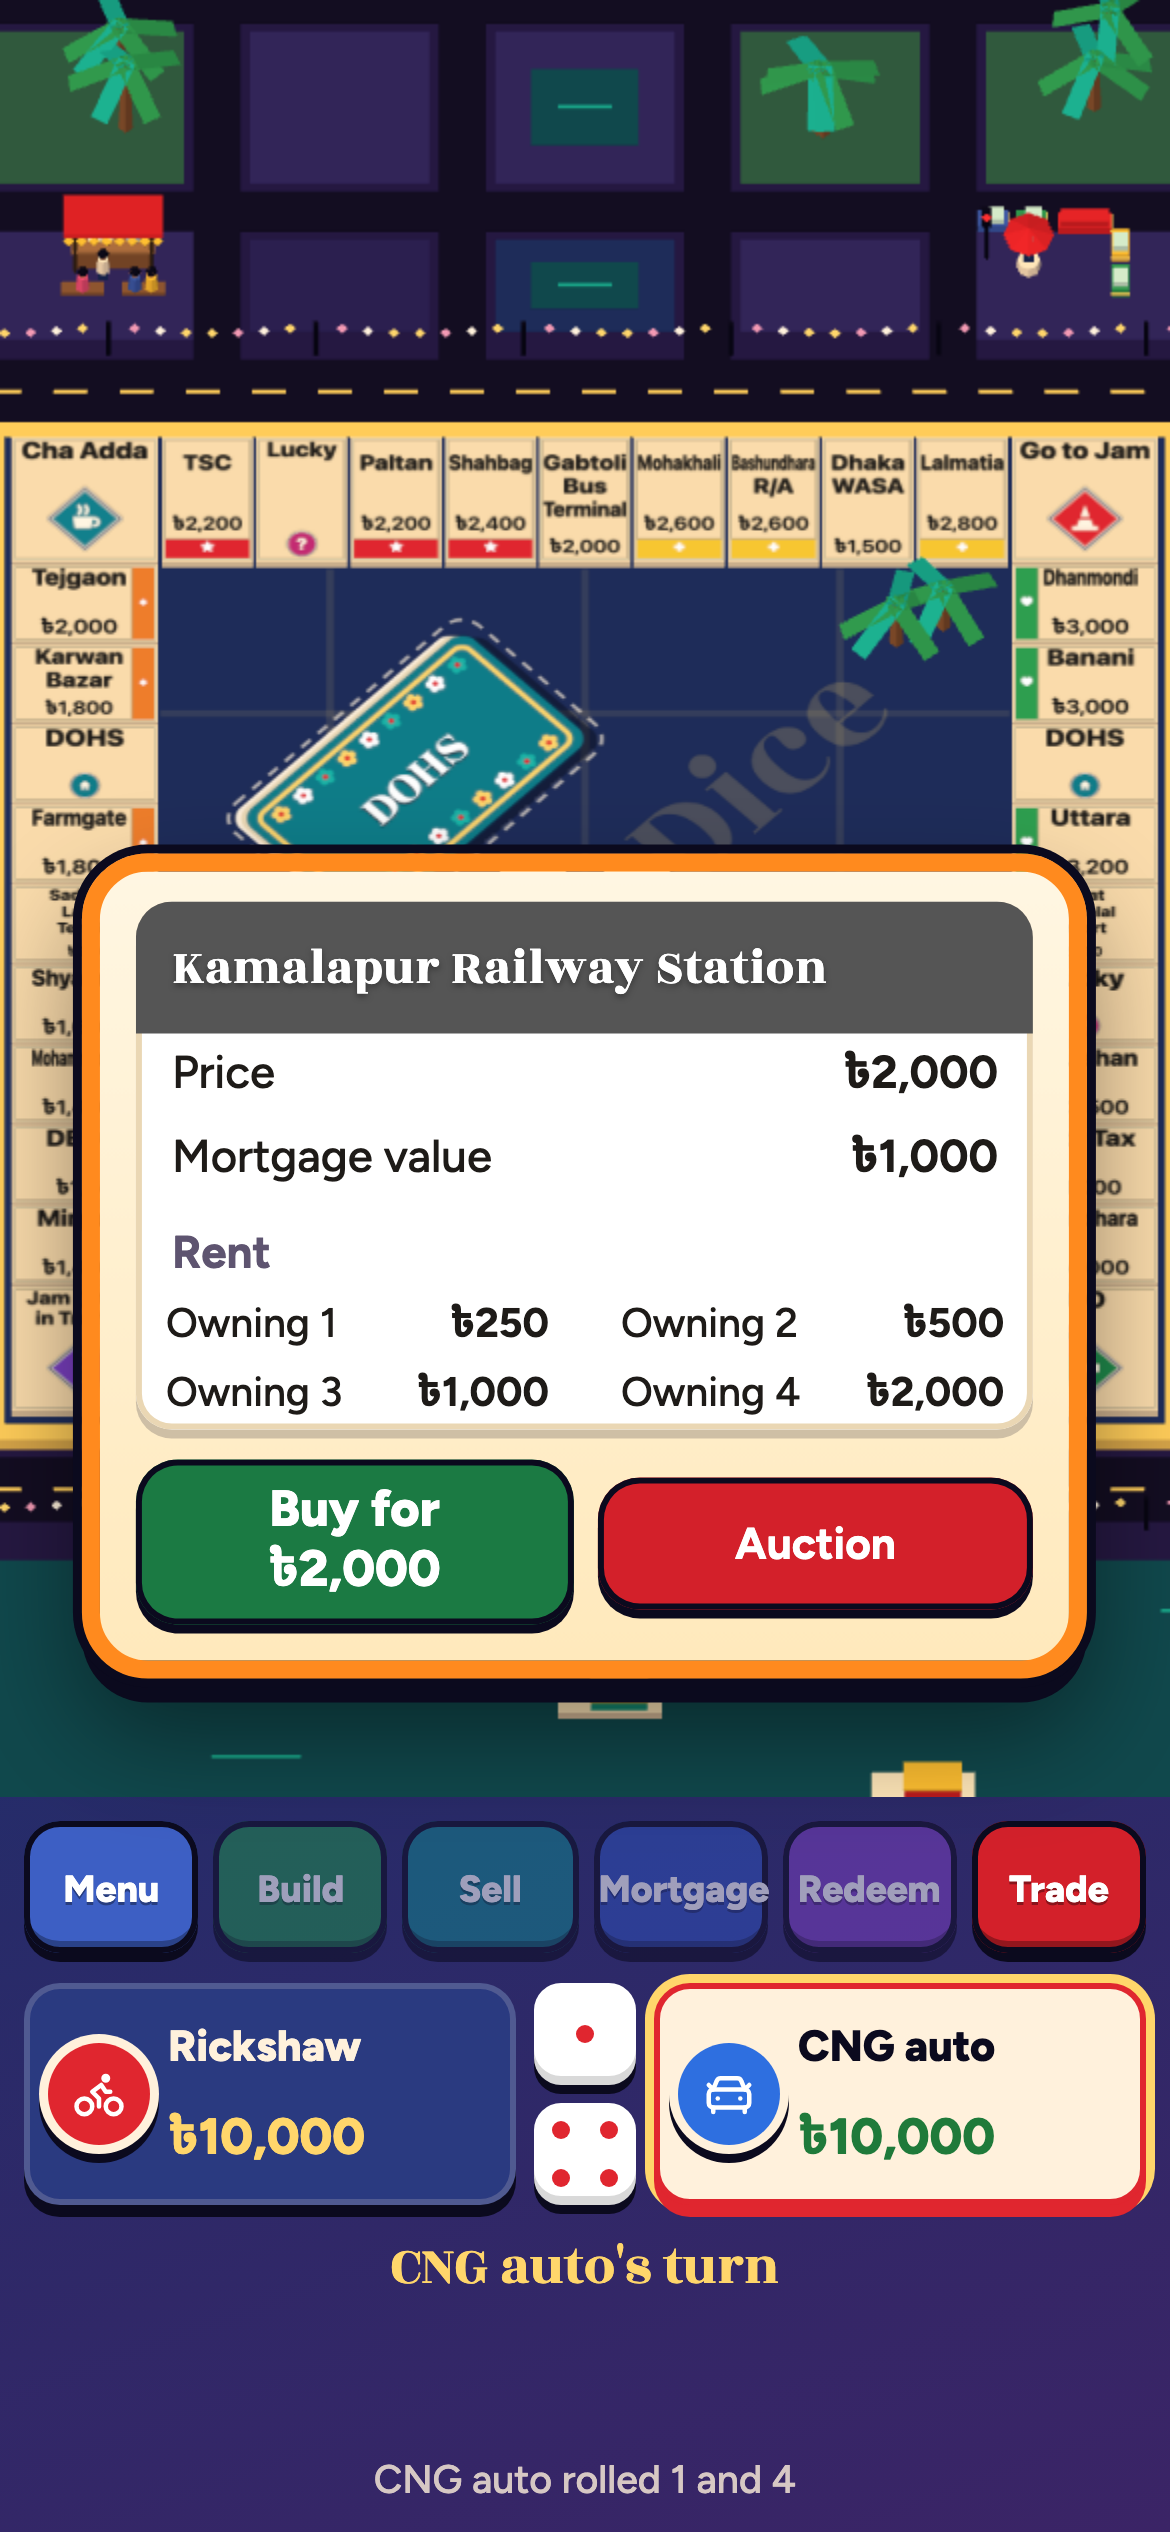 Cha Adda
TSC
৳2,200
Lucky
?
Paltan
৳2,200
Shahbag
৳2,400
Gabtoli
Bus
Terminal
৳2,000
Mohakhali
৳2,600
Bashundhara
R/A
৳2,600
Dhaka
WASA
৳1,500
Lalmatia
৳2,800
Go to Jam
Tejgaon
৳2,000
Karwan
Bazar
৳1,800
DOHS
Farmgate
Dhanmondi
৳3,000
Banani
৳3,000
DOHS
Uttara
DOHS
Dice
Jam
Tax
Kamalapur Railway Station
Price ৳2,000
Mortgage value ৳1,000
Rent
Owning 1 ৳250 Owning 2 ৳500
Owning 3 ৳1,000 Owning 4 ৳2,000
Buy for
৳2,000
Auction
Menu Build Sell Mortgage Redeem Trade
Rickshaw
৳10,000
CNG auto
৳10,000
CNG auto's turn
CNG auto rolled 1 and 4